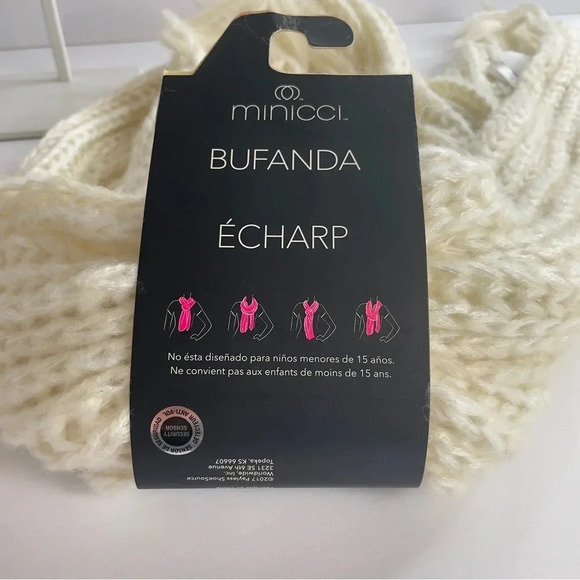 minicci™
BUFANDA
ÉCHARP
No ésta diseñado para niños menores de 15 años.
Ne convient pas aux enfants de moins de 15 ans.
SECURITY
SENSOR
©2017 Payless ShoeSource
Worldwide, Inc.
3231 SE 6th Avenue
Topeka, KS 66607